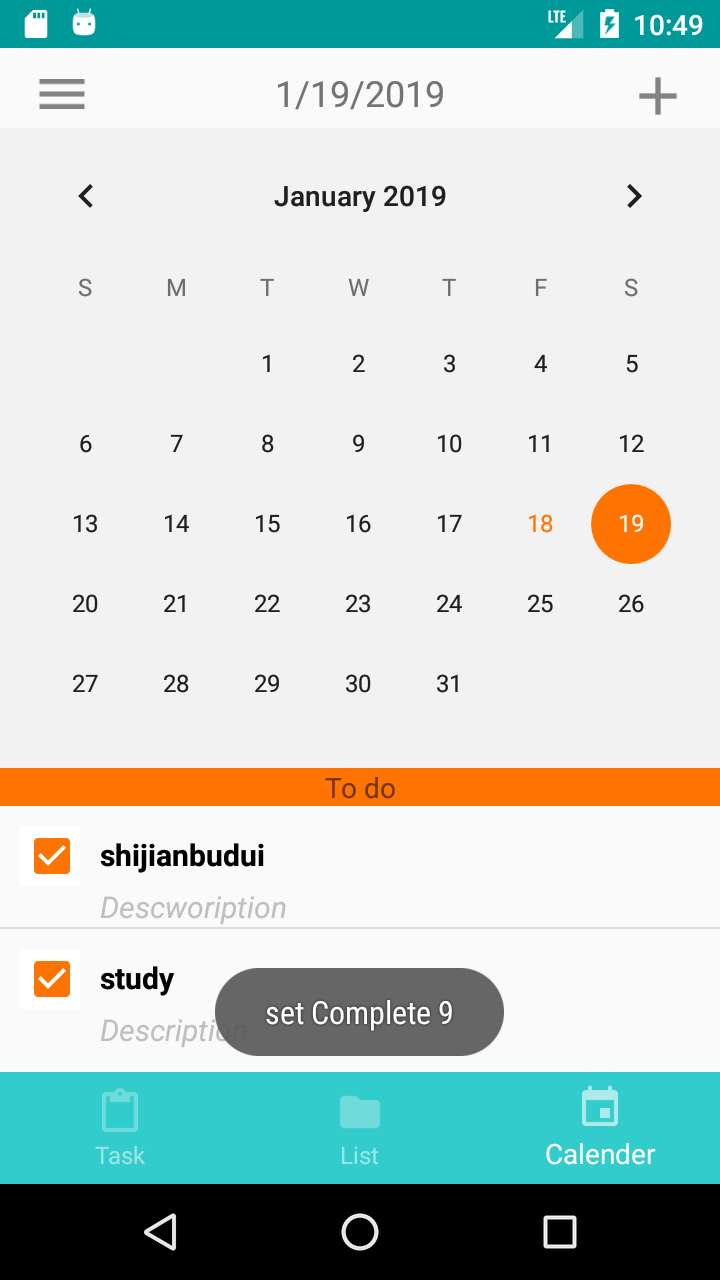 LTE 10:49
1/19/2019
January 2019
S M T W T F S
1 2 3 4 5
6 7 8 9 10 11 12
13 14 15 16 17 18 19
20 21 22 23 24 25 26
27 28 29 30 31
To do
shijianbudui
Descwoription
study
Description
set Complete 9
Task List Calender